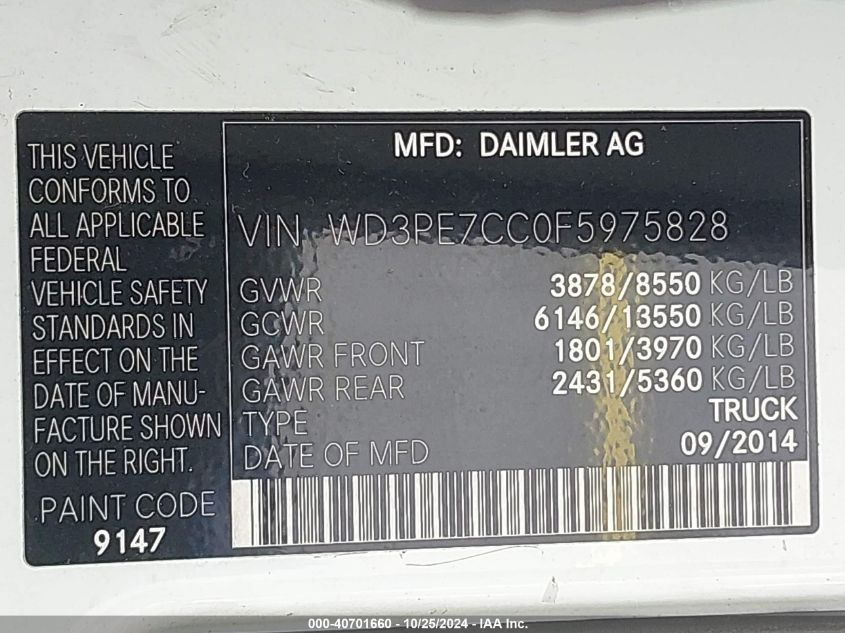 THIS VEHICLE
CONFORMS TO
ALL APPLICABLE
FEDERAL
VEHICLE SAFETY
STANDARDS IN
EFFECT ON THE
DATE OF MANU-
FACTURE SHOWN
ON THE RIGHT.
PAINT CODE
9147
MFD: DAIMLER AG
VIN WD3PE7CC0F5975828
GVWR 3878/8550 KG/LB
GCWR 6146/13550 KG/LB
GAWR FRONT 1801/3970 KG/LB
GAWR REAR 2431/5360 KG/LB
TYPE TRUCK
DATE OF MFD 09/2014
000-40701660 - 10/25/2024 - IAA Inc.